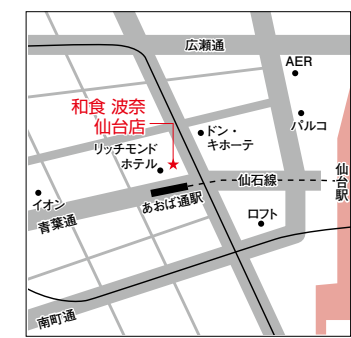 広瀬通
AER
和食 波奈
仙台店
パルコ
ドン・
キホーテ
リッチモンド
ホテル
仙石線
仙台駅
イオン
あおば通駅
ロフト
青葉通
南町通